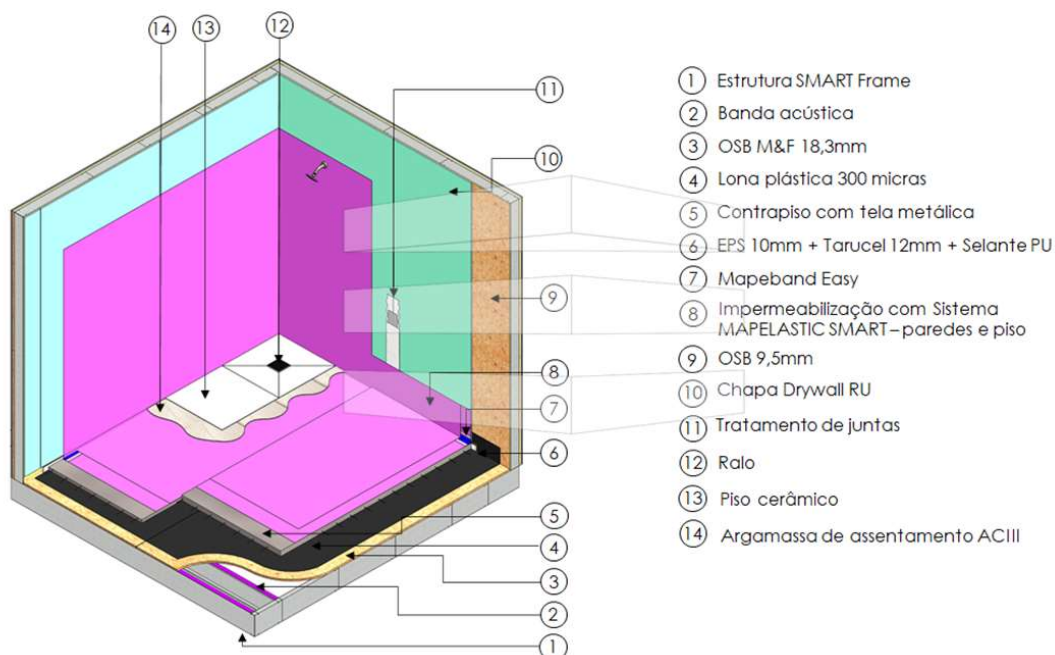 14
13
12
11
10
9
8
7
6
5
4
3
2
1
1 Estrutura SMART Frame
2 Banda acústica
3 OSB M&F 18,3mm
4 Lona plástica 300 micras
5 Contrapiso com tela metálica
6 EPS 10mm + Tarucel 12mm + Selante PU
7 Mapeband Easy
8 Impermeabilização com Sistema
MAPELASTIC SMART – paredes e piso
9 OSB 9,5mm
10 Chapa Drywall RU
11 Tratamento de juntas
12 Ralo
13 Piso cerâmico
14 Argamassa de assentamento ACIII